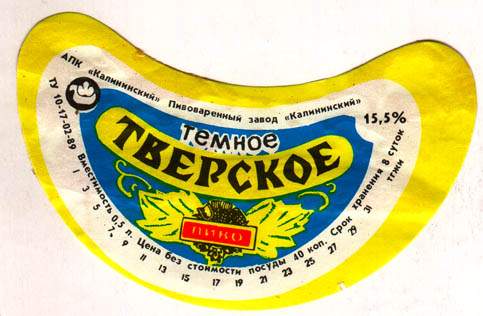 АПК «Калининский» Пивоваренный завод «Калининский»
15,5%
ТУ 10-17-02-89
темное
ТВЕРСКОЕ
ПИВО
Вместимость 0,5 л. Цена без стоимости посуды 40 коп. Срок хранения 8 суток
1 3 5 7 9 11 13 15 17 19 21 23 25 27 29 31